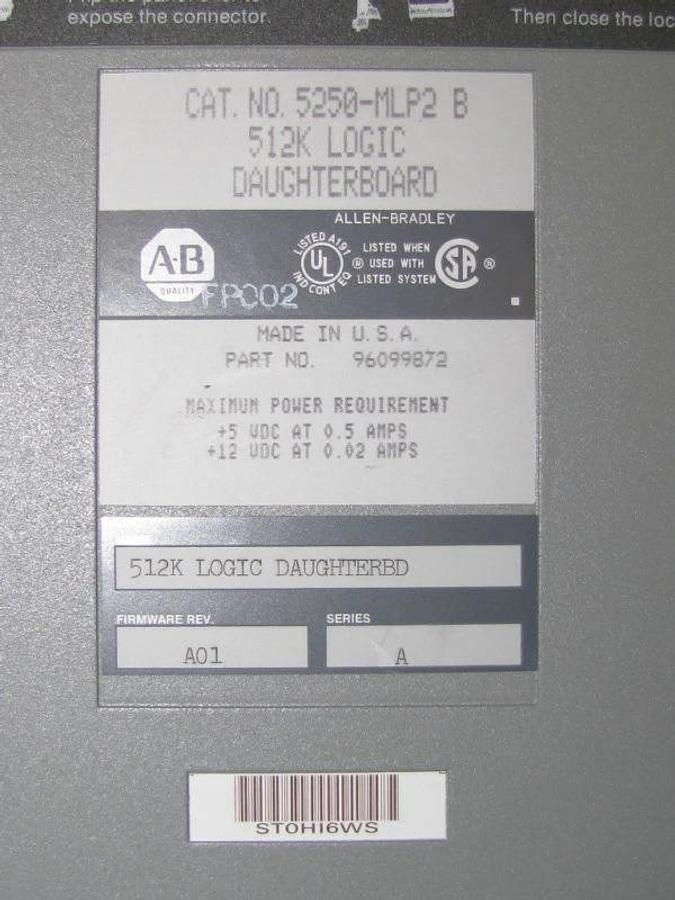 expose the connector.
Then close the loc
CAT. NO. 5250-MLP2 B
512K LOGIC
DAUGHTERBOARD
ALLEN-BRADLEY
A·B
QUALITY
FP002
LISTED A191
UL
IND CONT EQ
®
LISTED WHEN
USED WITH
LISTED SYSTEM
SA ®
MADE IN U.S.A.
PART NO. 96099872
MAXIMUM POWER REQUIREMENT
+5 VDC AT 0.5 AMPS
+12 VDC AT 0.02 AMPS
512K LOGIC DAUGHTERBD
FIRMWARE REV.
SERIES
A01
A
ST0HI6WS